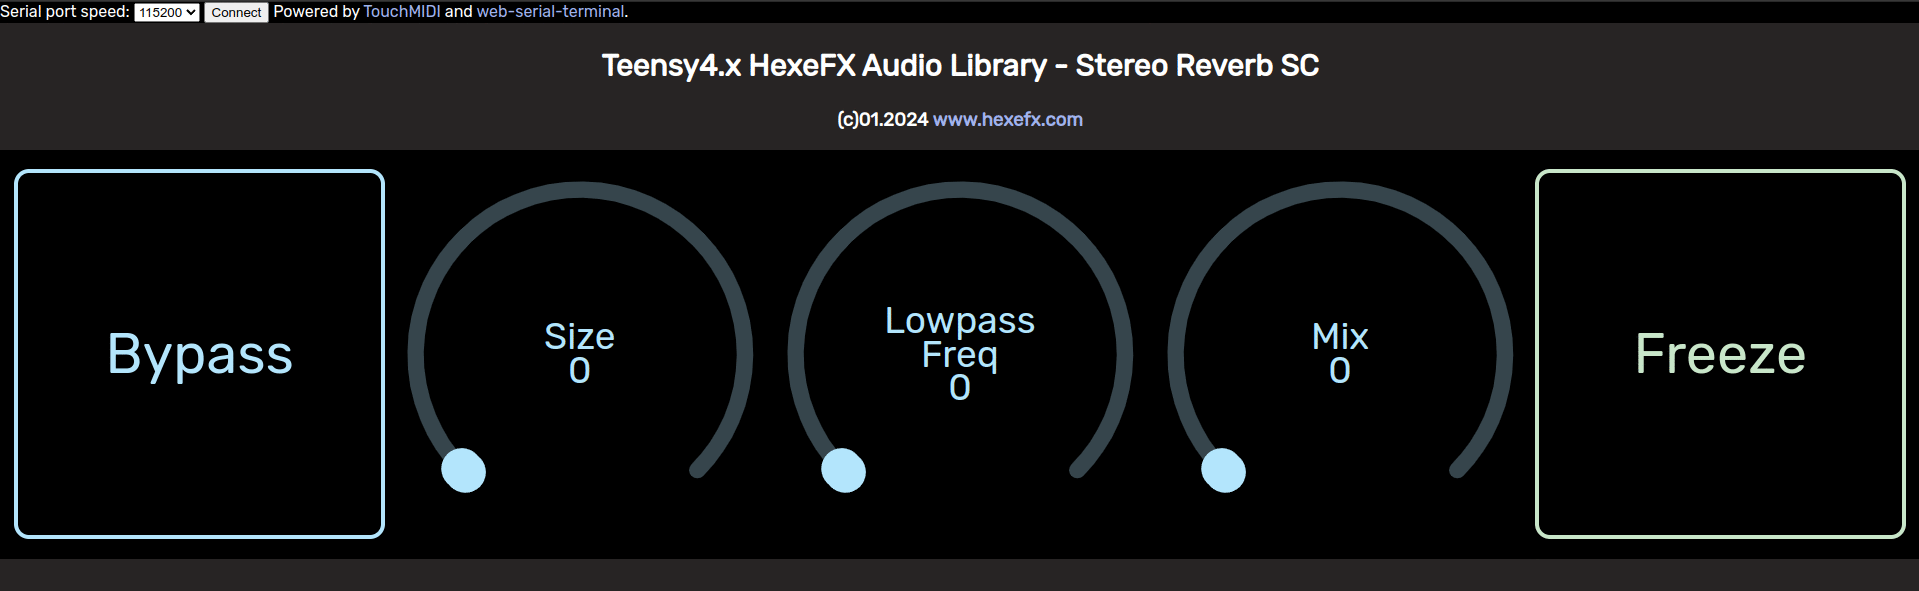 Serial port speed: 115200 Connect Powered by TouchMIDI and web-serial-terminal.
Teensy4.x HexeFX Audio Library - Stereo Reverb SC
(c)01.2024 www.hexefx.com
Bypass
Size
0
Lowpass
Freq
0
Mix
0
Freeze